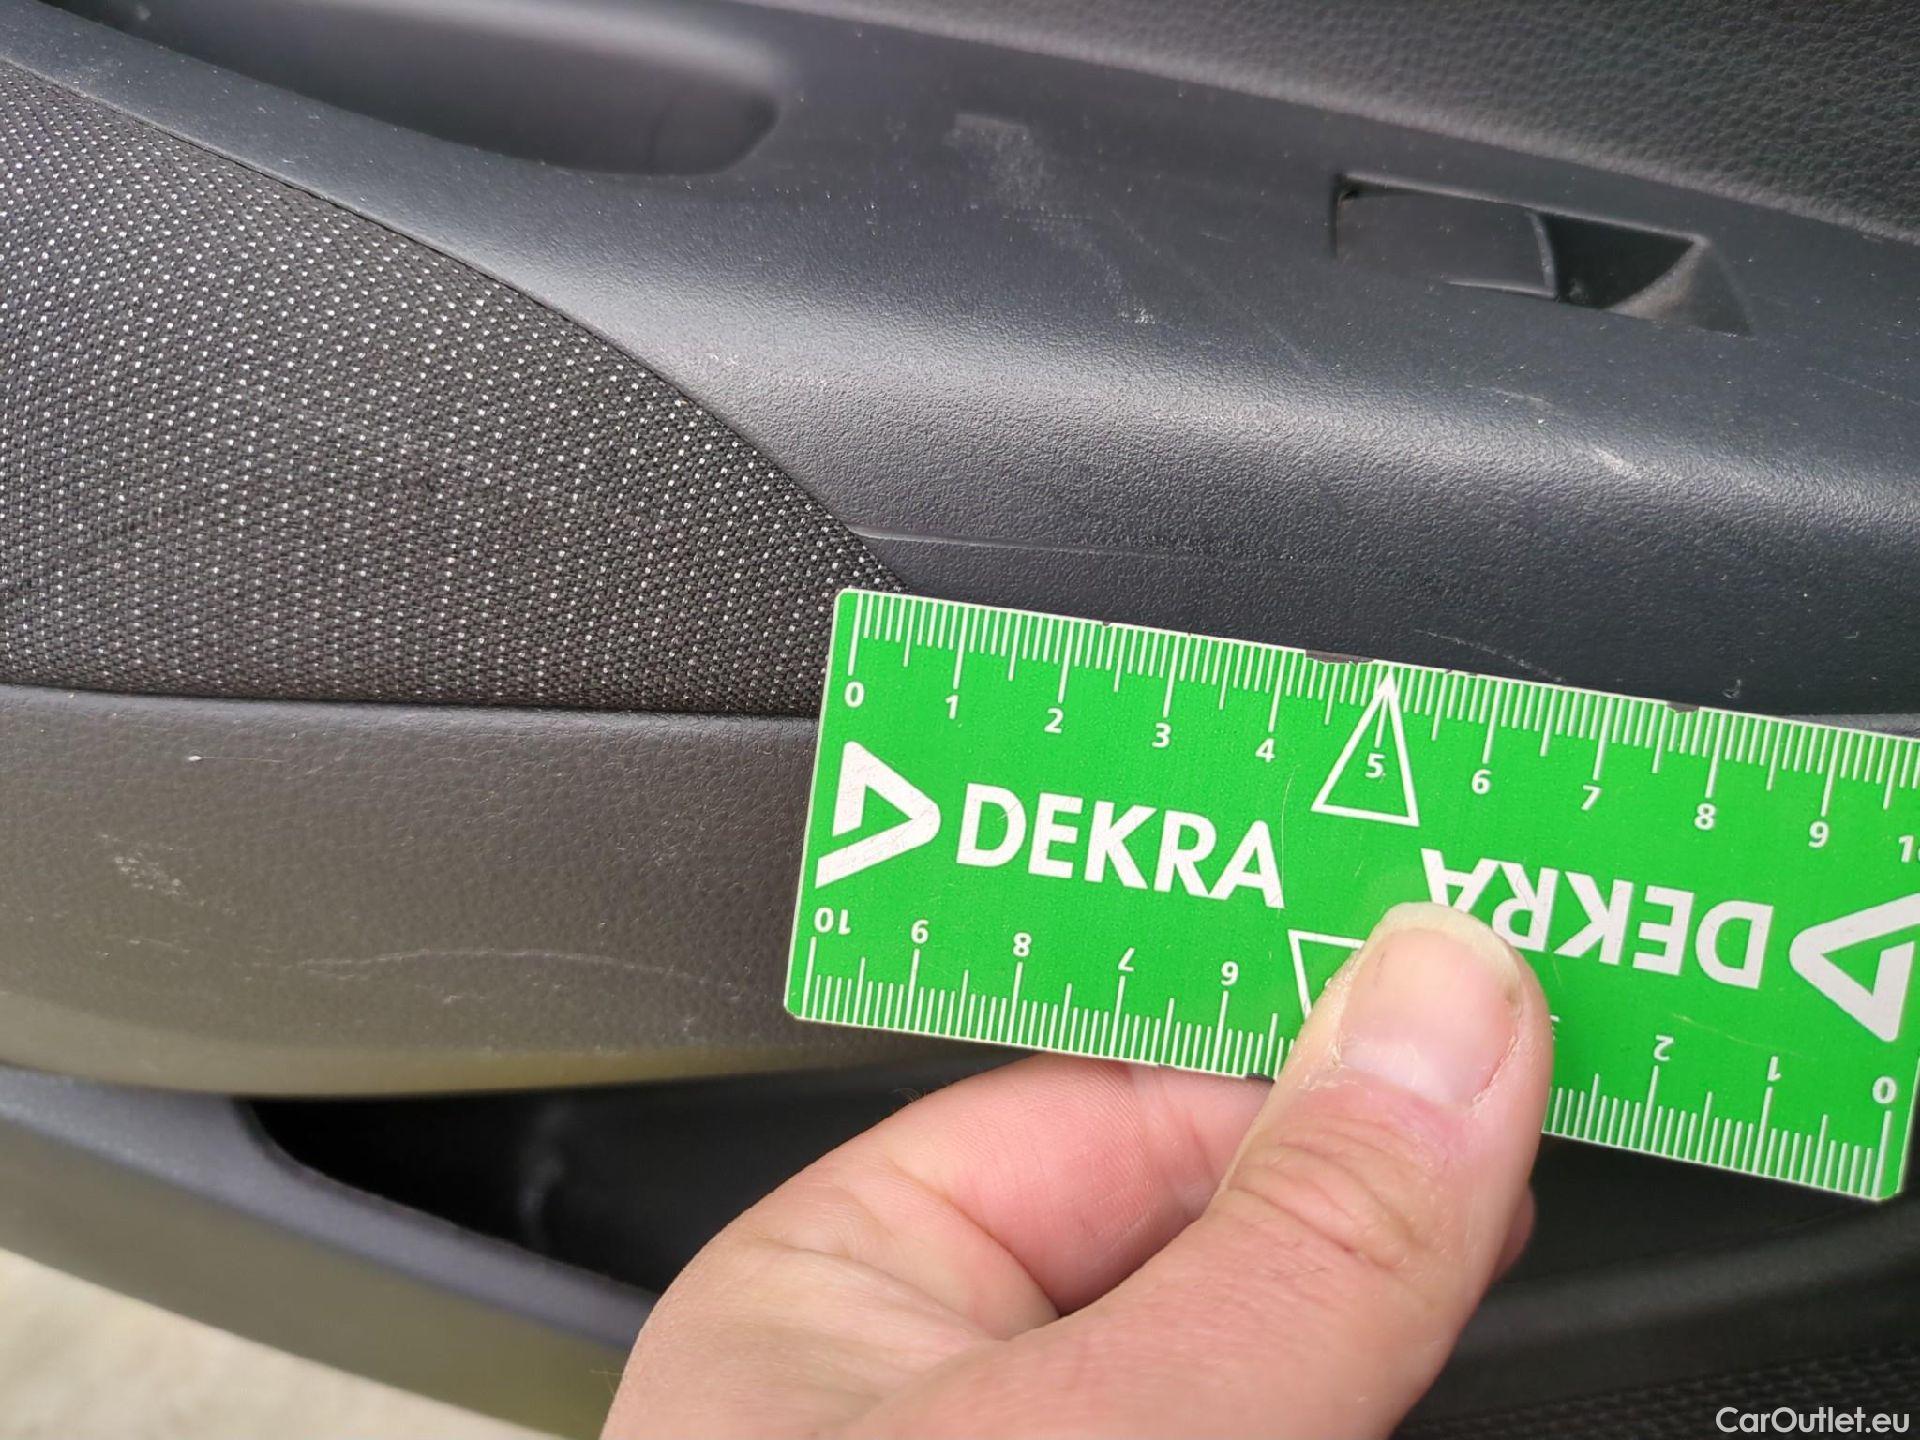 0 1 2 3 4 5 6 7 8 9
DEKRA
DEKRA
10 9 8 7 6
2 1 0
CarOutlet.eu